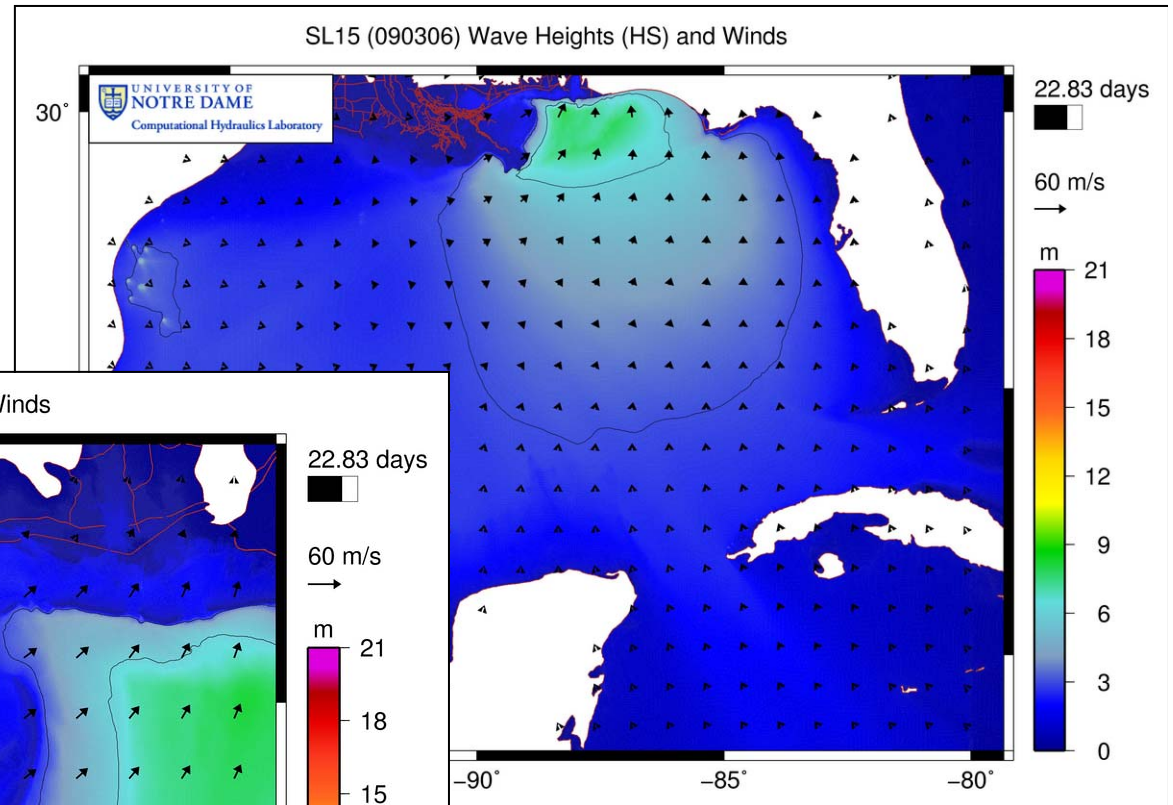 SL15 (090306) Wave Heights (HS) and Winds
UNIVERSITY OF
NOTRE DAME
Computational Hydraulics Laboratory
30°
22.83 days
60 m/s
m
21
18
15
12
9
6
3
0
−90°
−85°
−80°
Winds
22.83 days
60 m/s
m
21
18
15